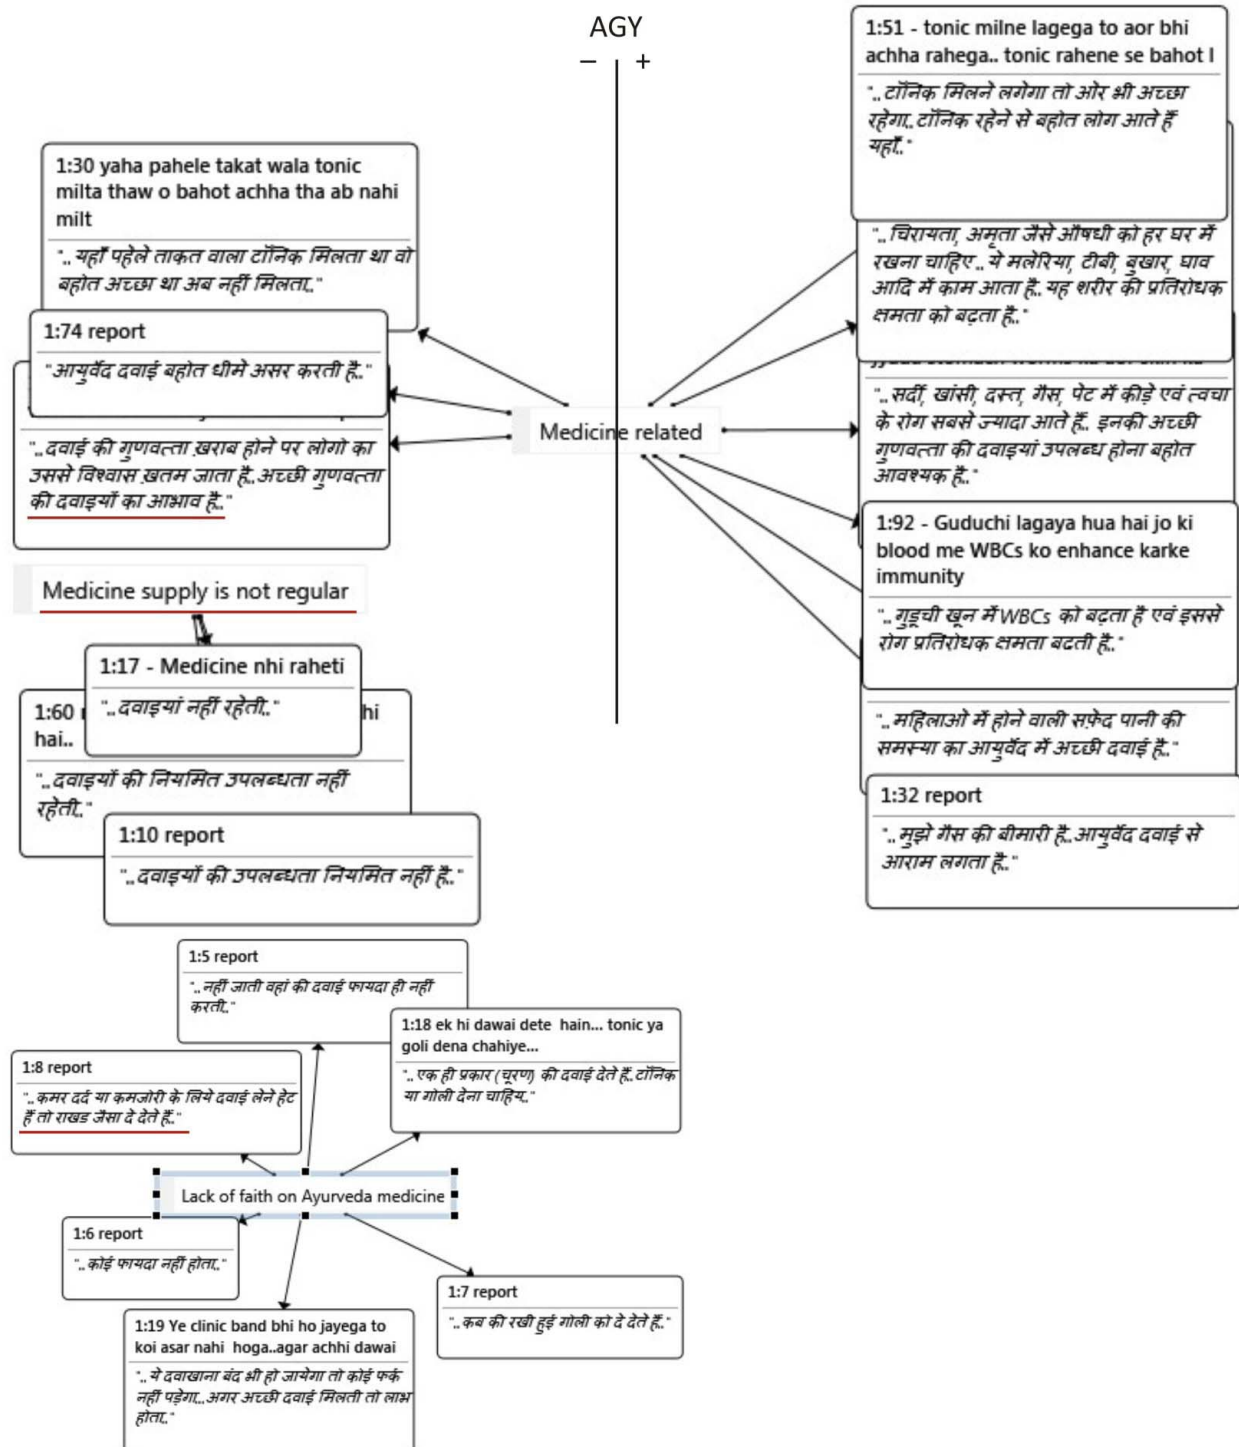 AGY
– +
1:51 - tonic milne lagega to aor bhi
achha rahega.. tonic rahene se bahot l
"..टॉनिक मिलने लगेगा तो ओर भी अच्छा
रहेगा..टॉनिक रहेने से बहोत लोग आते हैं
यहाँ.."
"..चिरायता, अमृता जैसे औषधी को हर घर में
रखना चाहिए..ये मलेरिया, टीबी, बुखार, घाव
आदि में काम आता है..यह शरीर की प्रतिरोधक
क्षमता को बढ़ता है.."
"..सर्दी, खांसी, दस्त, गैस, पेट में कीड़े एवं त्वचा
के रोग सबसे ज्यादा आते हैं.. इनकी अच्छी
गुणवत्ता की दवाइयां उपलब्ध होना बहोत
आवश्यक है.."
1:92 - Guduchi lagaya hua hai jo ki
blood me WBCs ko enhance karke
immunity
"..गुडूची खून में WBCs को बढ़ता है एवं इससे
रोग प्रतिरोधक क्षमता बढती है.."
"..महिलाओ में होने वाली सफ़ेद पानी की
समस्या का आयुर्वेद में अच्छी दवाई है.."
1:32 report
"..मुझे गैस की बीमारी है..आयुर्वेद दवाई से
आराम लगता है.."
Medicine related
1:30 yaha pahele takat wala tonic
milta thaw o bahot achha tha ab nahi
milt
"..यहाँ पहेले ताक़त वाला टॉनिक मिलता था वो
बहोत अच्छा था अब नहीं मिलता.."
1:74 report
"आयुर्वेद दवाई बहोत धीमे असर करती है.."
"..दवाई की गुणवत्ता ख़राब होने पर लोगो का
उससे विश्वास ख़तम जाता है..अच्छी गुणवत्ता
की दवाइयों का आभाव है.."
Medicine supply is not regular
1:17 - Medicine nhi raheti
"..दवाइयां नहीं रहेती.."
1:60 hi
hai..
"..दवाइयों की नियमित उपलब्धता नहीं
रहेती.."
1:10 report
"..दवाइयों की उपलब्धता नियमित नहीं है.."
1:5 report
"..नहीं जाती वहां की दवाई फायदा ही नहीं
करती.."
1:18 ek hi dawai dete hain... tonic ya
goli dena chahiye...
"..एक ही प्रकार (चूरण) की दवाई देते हैं..टॉनिक
या गोली देना चाहिय.."
1:8 report
"..कमर दर्द या कमजोरी के लिये दवाई लेने हेट
हैं तो राखड जैसा दे देते हैं.."
Lack of faith on Ayurveda medicine
1:6 report
"..कोई फायदा नहीं होता.."
1:7 report
"..कब की रखी हुई गोली को दे देते हैं.."
1:19 Ye clinic band bhi ho jayega to
koi asar nahi hoga..agar achhi dawai
"..ये दवाखाना बंद भी हो जायेगा तो कोई फर्क
नहीं पड़ेगा...अगर अच्छी दवाई मिलती तो लाभ
होता.."